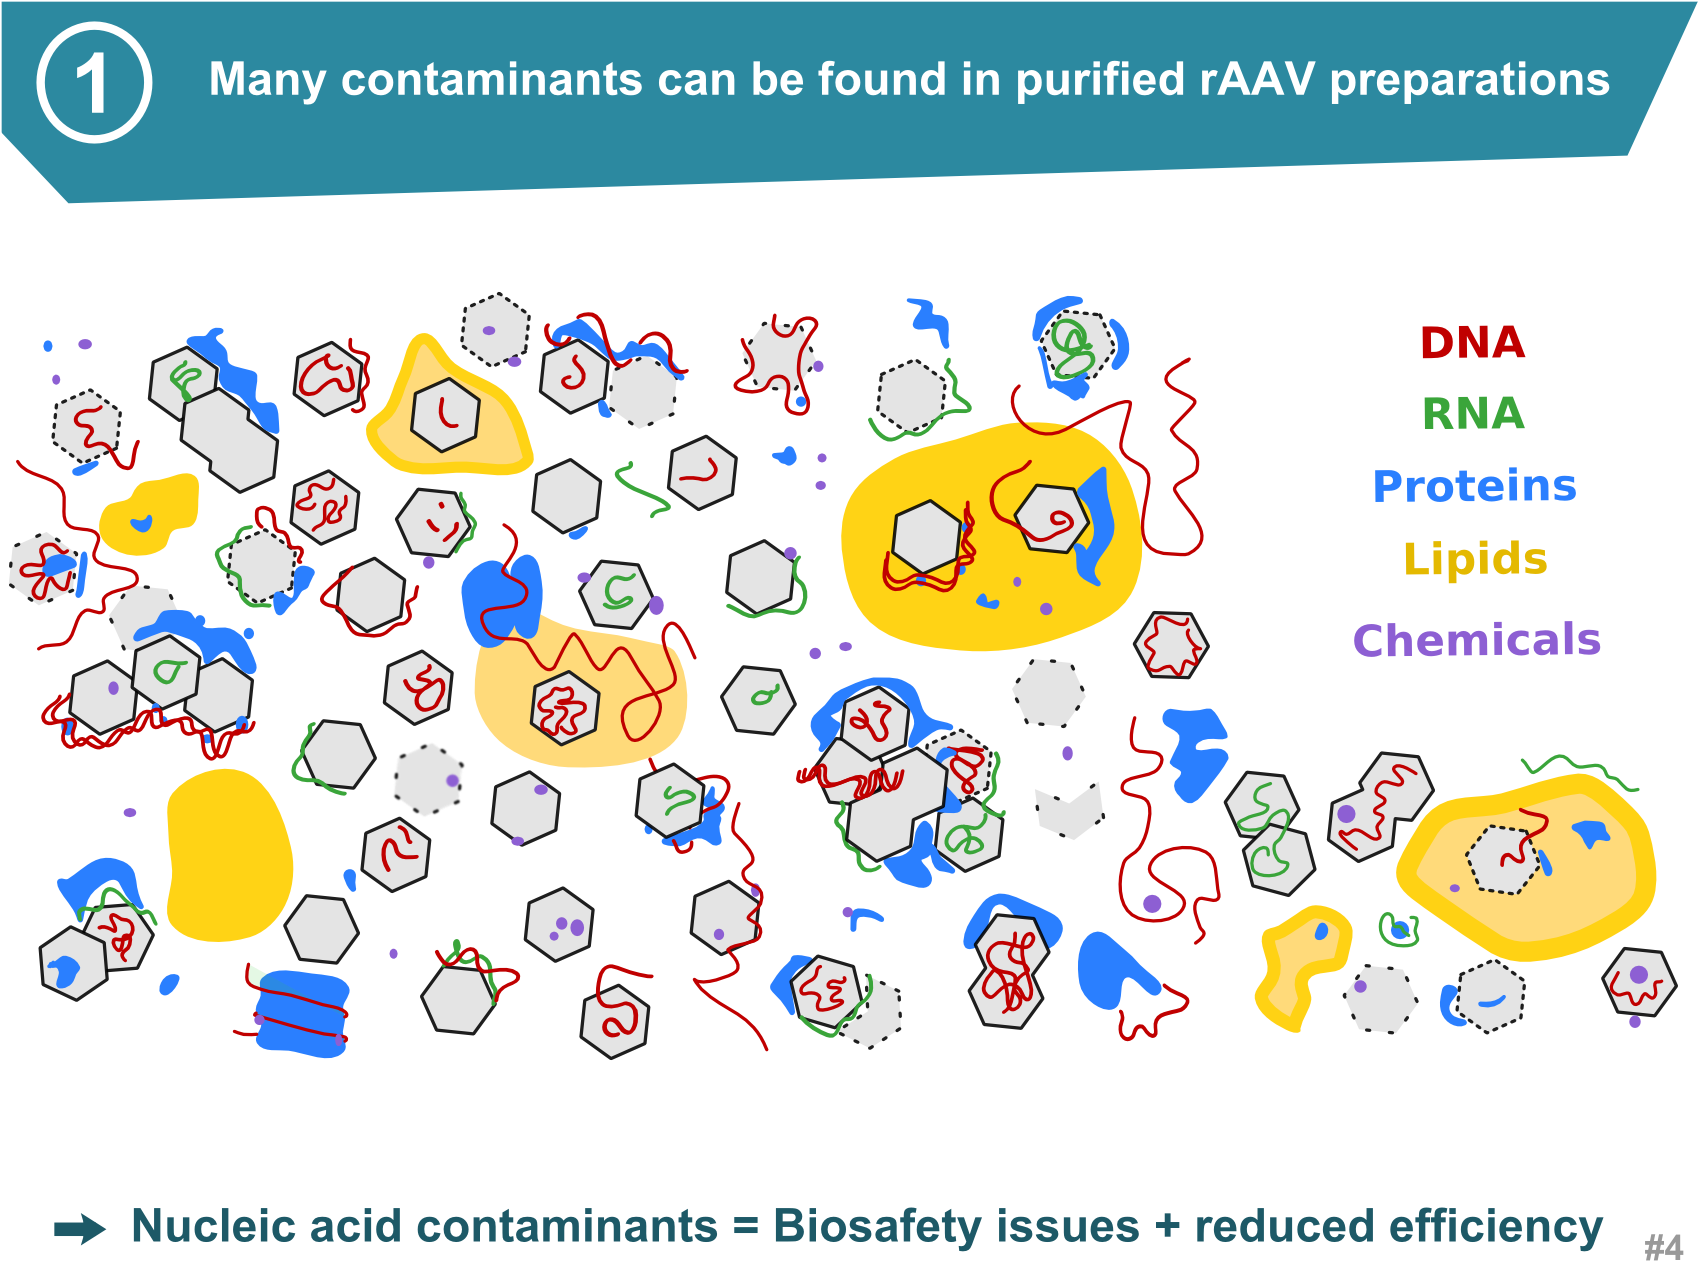 1
Many contaminants can be found in purified rAAV preparations
DNA
RNA
Proteins
Lipids
Chemicals
Nucleic acid contaminants = Biosafety issues + reduced efficiency
#4